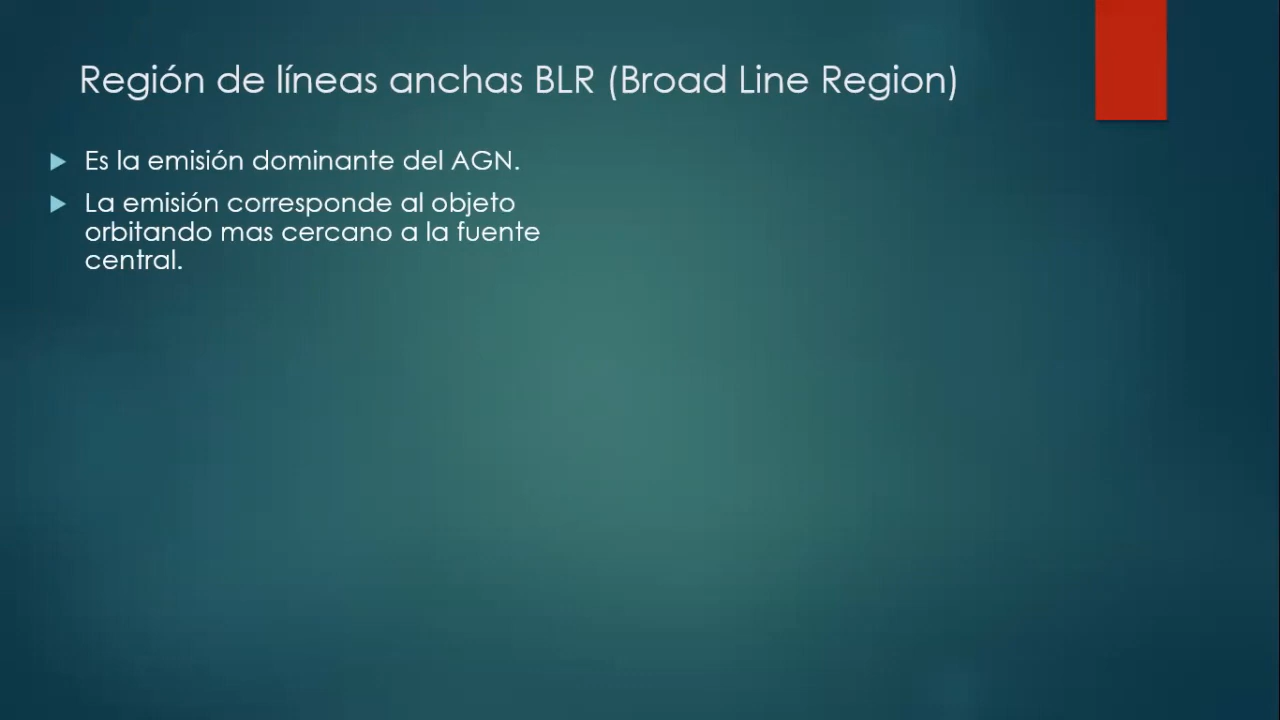 Región de líneas anchas BLR (Broad Line Region)
Es la emisión dominante del AGN.
La emisión corresponde al objeto
orbitando mas cercano a la fuente
central.